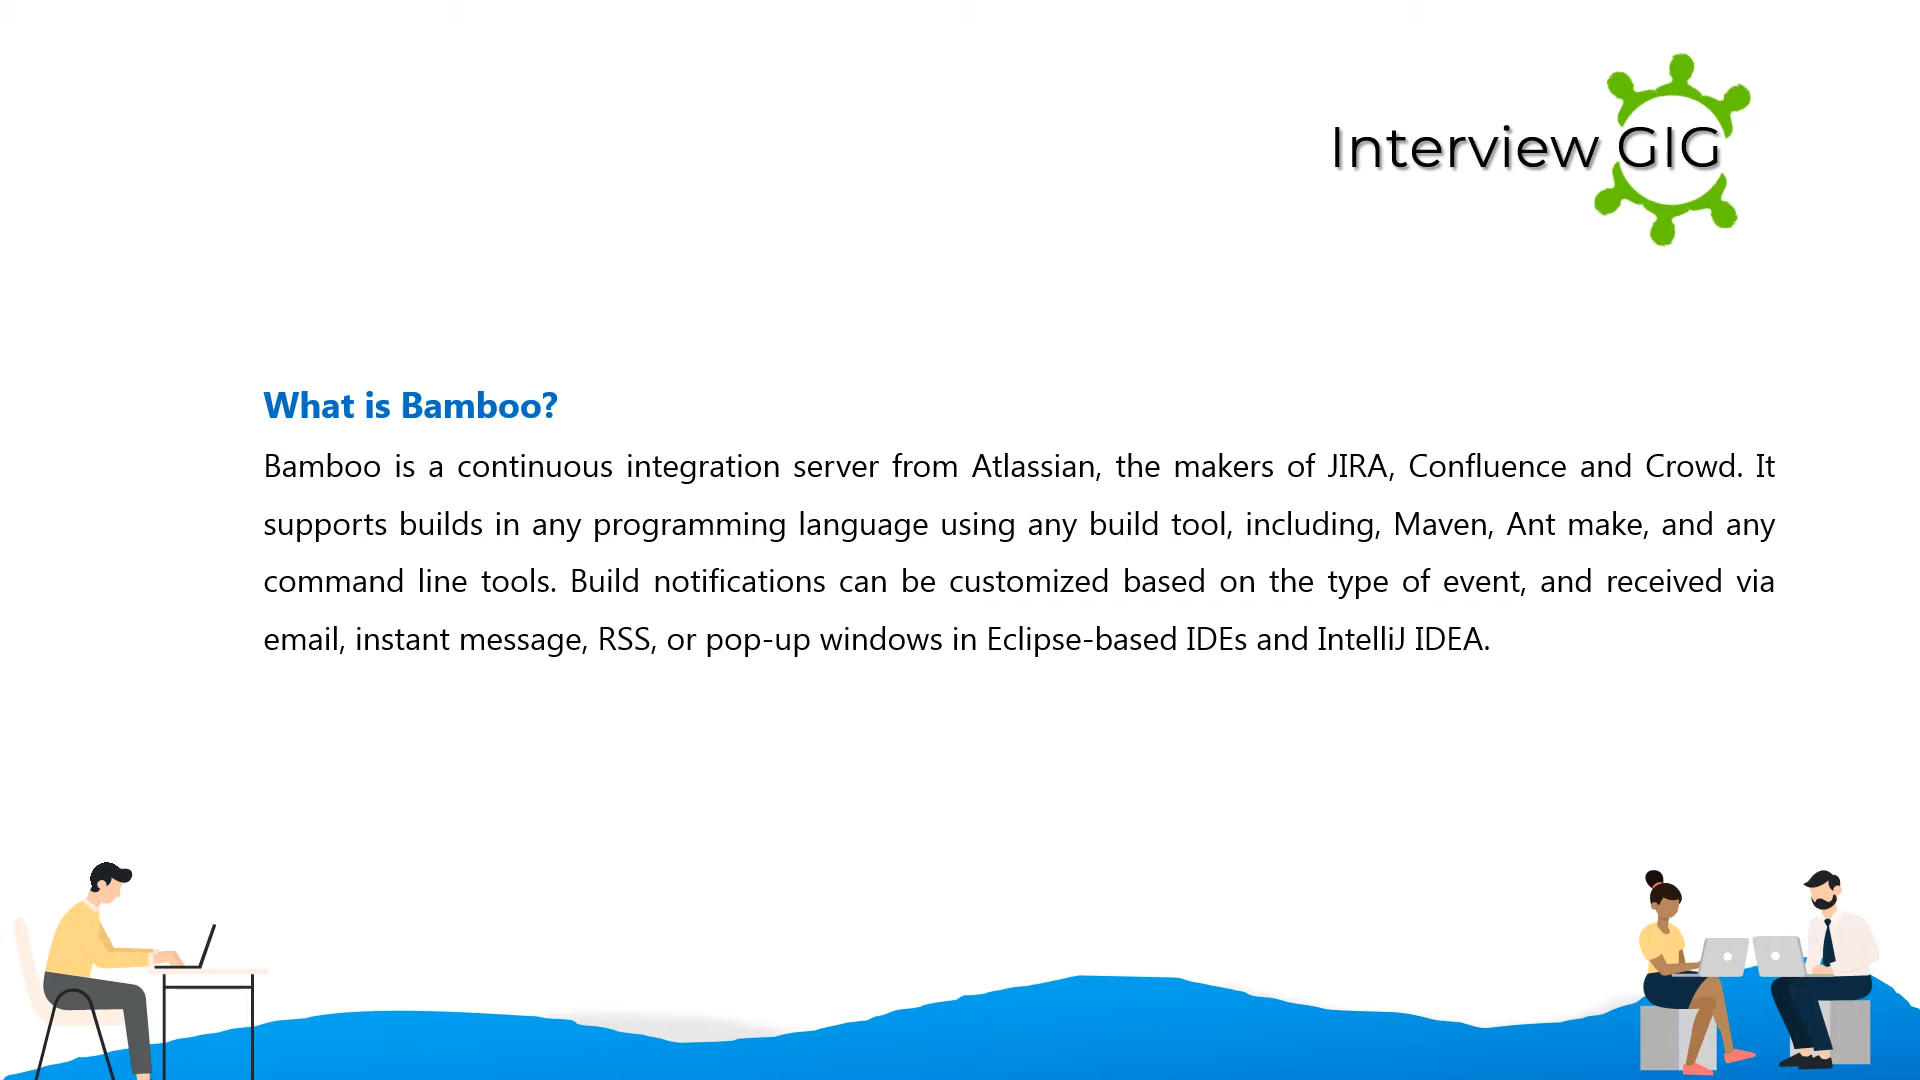 Interview GIG
What is Bamboo?
Bamboo is a continuous integration server from Atlassian, the makers of JIRA, Confluence and Crowd. It
supports builds in any programming language using any build tool, including, Maven, Ant make, and any
command line tools. Build notifications can be customized based on the type of event, and received via
email, instant message, RSS, or pop-up windows in Eclipse-based IDEs and IntelliJ IDEA.